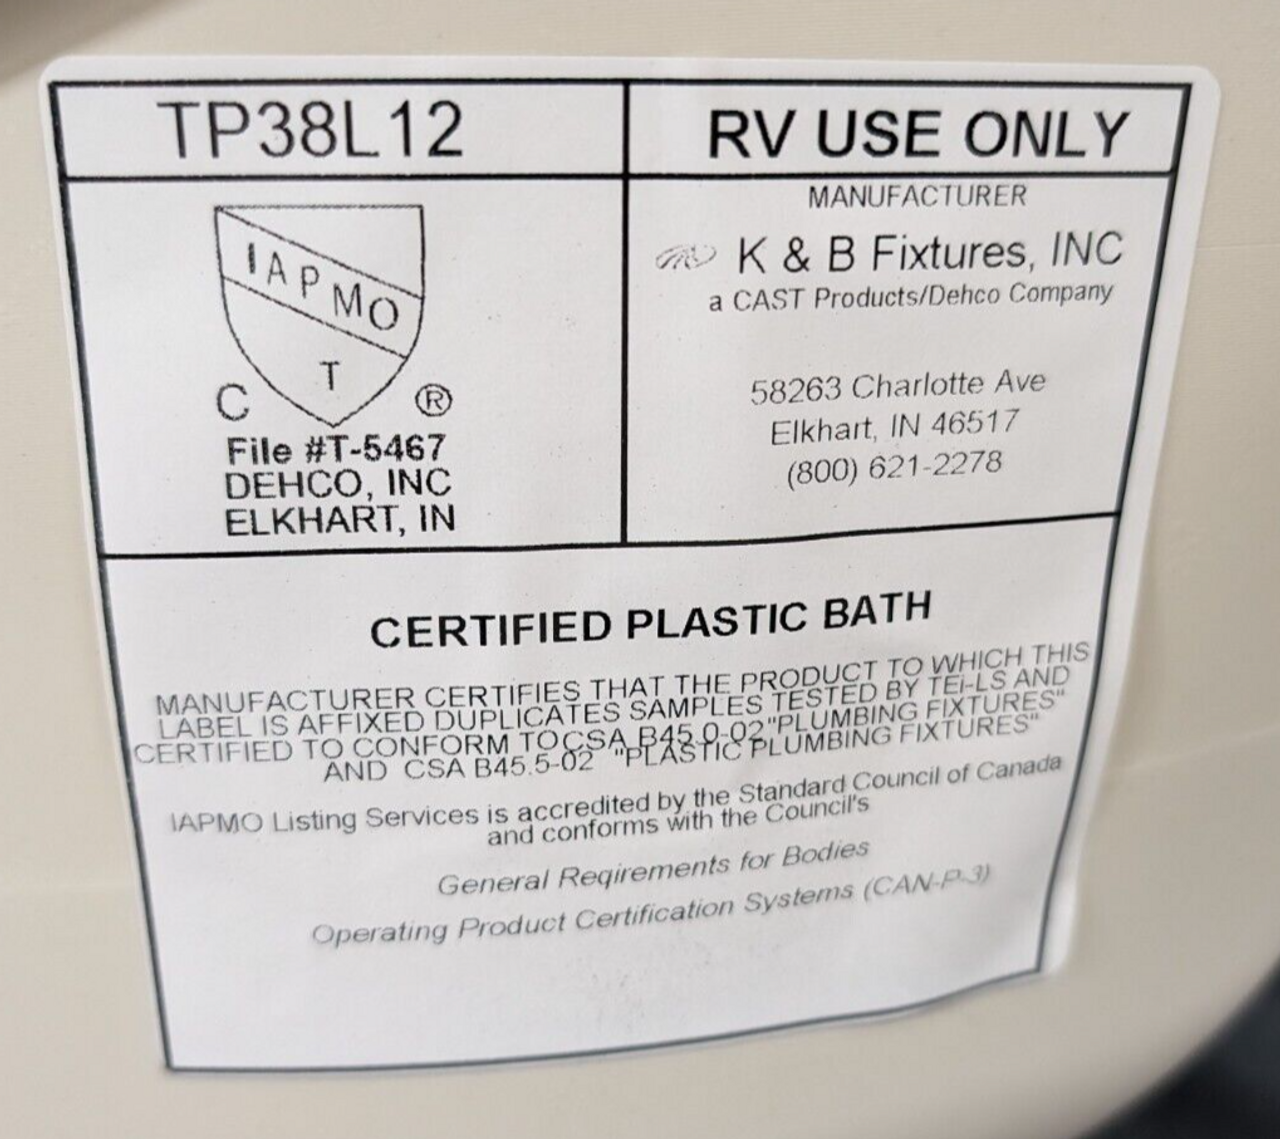 TP38L12
RV USE ONLY
IAPMO
T
C ®
File #T-5467
DEHCO, INC
ELKHART, IN
MANUFACTURER
K & B Fixtures, INC
a CAST Products/Dehco Company
58263 Charlotte Ave
Elkhart, IN 46517
(800) 621-2278
CERTIFIED PLASTIC BATH
MANUFACTURER CERTIFIES THAT THE PRODUCT TO WHICH THIS
LABEL IS AFFIXED DUPLICATES SAMPLES TESTED BY TEI-LS AND
CERTIFIED TO CONFORM TOCSA B45.0-02"PLUMBING FIXTURES"
AND CSA B45.5-02 "PLASTIC PLUMBING FIXTURES"
IAPMO Listing Services is accredited by the Standard Council of Canada
and conforms with the Council's
General Reqirements for Bodies
Operating Product Certification Systems (CAN-P-3)